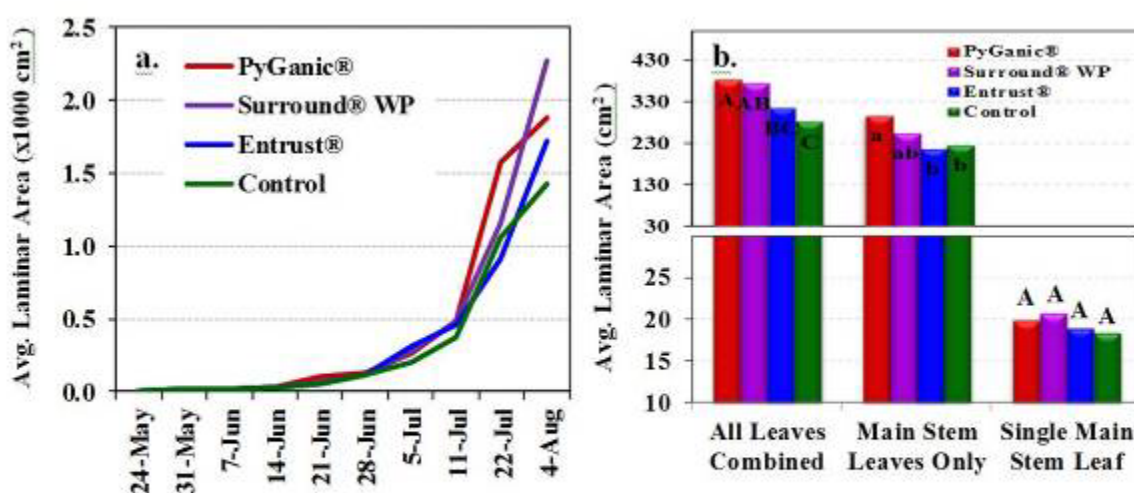 Avg. Laminar Area (x1000 cm²)
2.5
2.0
1.5
1.0
0.5
0.0
a.
PyGanic®
Surround® WP
Entrust®
Control
24-May
31-May
7-Jun
14-Jun
21-Jun
28-Jun
5-Jul
11-Jul
22-Jul
4-Aug
Avg. Laminar Area (cm²)
430
330
230
130
30
25
20
15
10
b.
PyGanic®
Surround® WP
Entrust®
Control
A AB BC C
a ab b b
A A A A
All Leaves Main Stem Single Main
Combined Leaves Only Stem Leaf